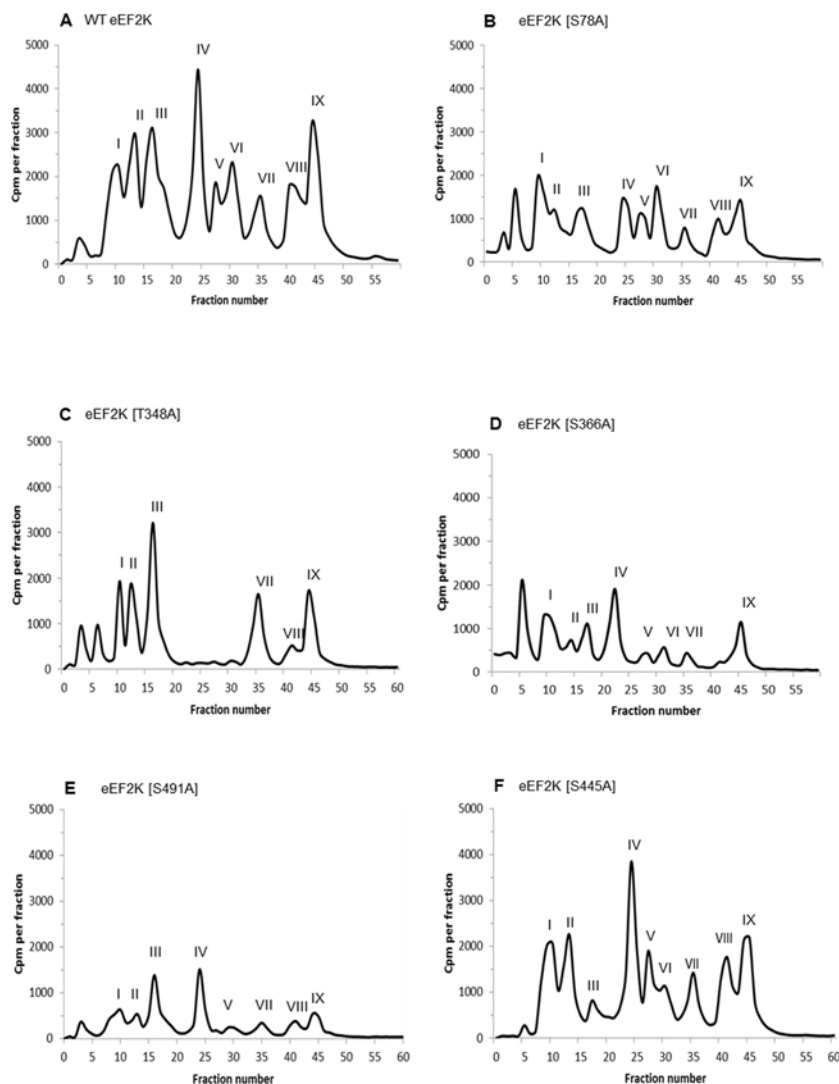 A WT eEF2K
Cpm per fraction
5000
4000
3000
2000
1000
0
I II III IV V VI VII VIII IX
0 5 10 15 20 25 30 35 40 45 50 55
Fraction number
B eEF2K [S78A]
Cpm per fraction
5000
4000
3000
2000
1000
0
I II III IV V VI VII VIII IX
0 5 10 15 20 25 30 35 40 45 50 55
Fraction number
C eEF2K [T348A]
Cpm per fraction
5000
4000
3000
2000
1000
0
I II III VII VIII IX
0 5 10 15 20 25 30 35 40 45 50 55 60
Fraction number
D eEF2K [S366A]
Cpm per fraction
5000
4000
3000
2000
1000
0
I II III IV V VI VII IX
0 5 10 15 20 25 30 35 40 45 50 55
Fraction number
E eEF2K [S491A]
Cpm per fraction
5000
4000
3000
2000
1000
0
I II III IV V VII VIII IX
0 5 10 15 20 25 30 35 40 45 50 55 60
Fraction number
F eEF2K [S445A]
Cpm per fraction
5000
4000
3000
2000
1000
0
I II III IV V VI VII VIII IX
0 5 10 15 20 25 30 35 40 45 50 55 60
Fraction number